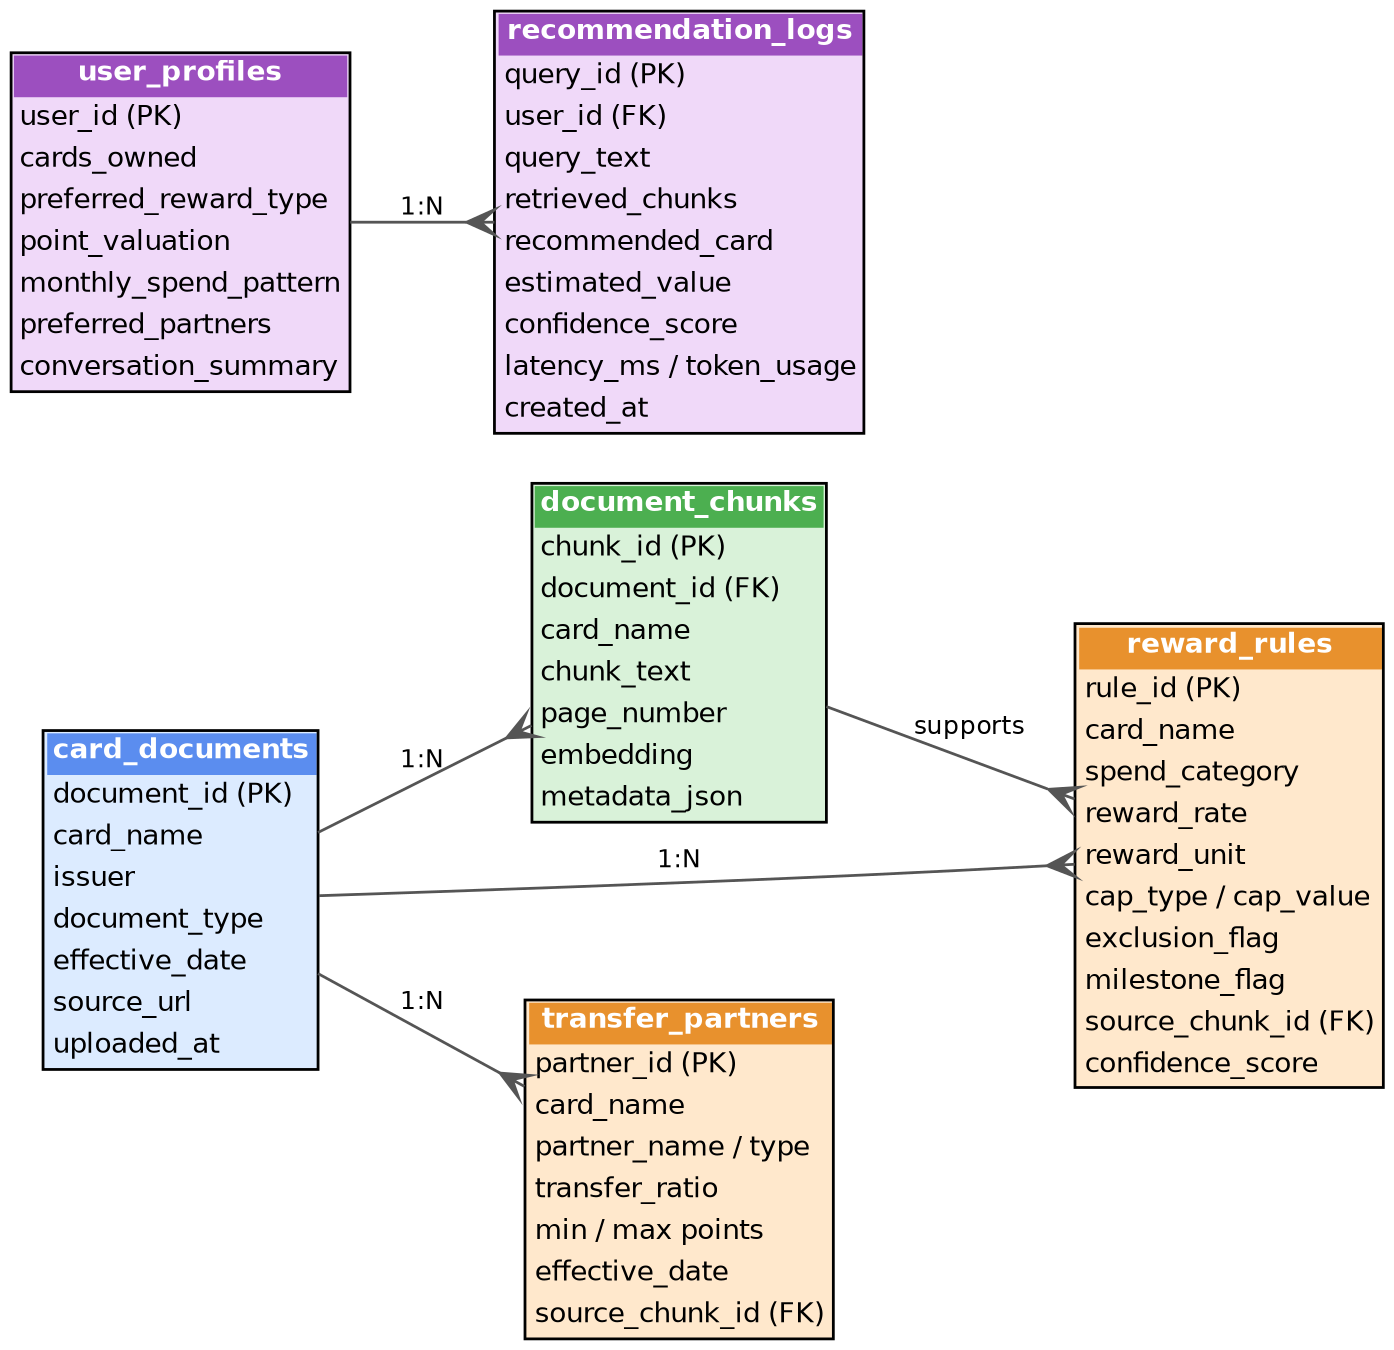 user_profiles
user_id (PK)
cards_owned
preferred_reward_type
point_valuation
monthly_spend_pattern
preferred_partners
conversation_summary
1:N
recommendation_logs
query_id (PK)
user_id (FK)
query_text
retrieved_chunks
recommended_card
estimated_value
confidence_score
latency_ms / token_usage
created_at
card_documents
document_id (PK)
card_name
issuer
document_type
effective_date
source_url
uploaded_at
1:N
1:N
1:N
document_chunks
chunk_id (PK)
document_id (FK)
card_name
chunk_text
page_number
embedding
metadata_json
supports
transfer_partners
partner_id (PK)
card_name
partner_name / type
transfer_ratio
min / max points
effective_date
source_chunk_id (FK)
reward_rules
rule_id (PK)
card_name
spend_category
reward_rate
reward_unit
cap_type / cap_value
exclusion_flag
milestone_flag
source_chunk_id (FK)
confidence_score